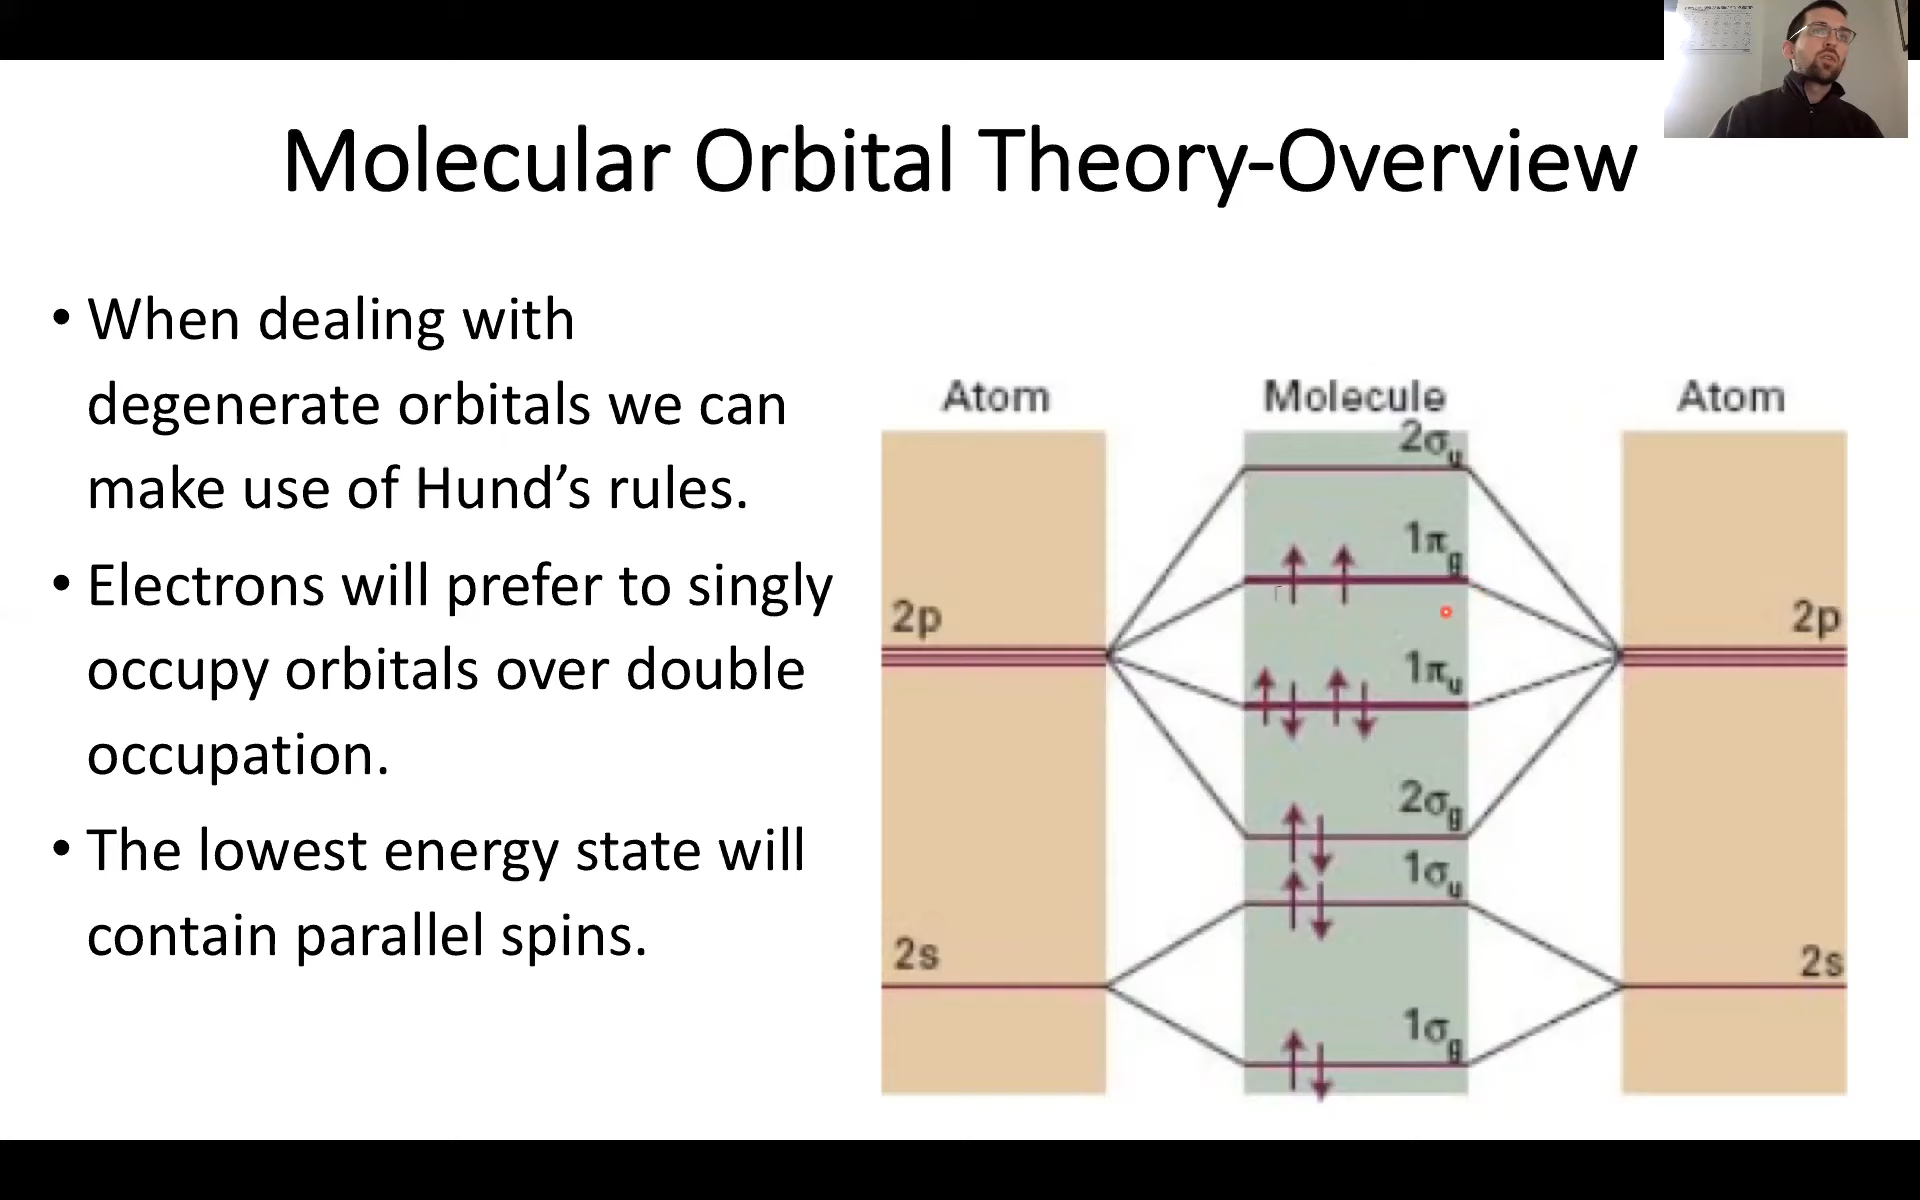 Molecular Orbital Theory-Overview
• When dealing with
degenerate orbitals we can
make use of Hund’s rules.
• Electrons will prefer to singly
occupy orbitals over double
occupation.
• The lowest energy state will
contain parallel spins.
Atom Molecule Atom
2σu
1πg
2p 2p
1πu
2σg
1σu
2s 2s
1σg